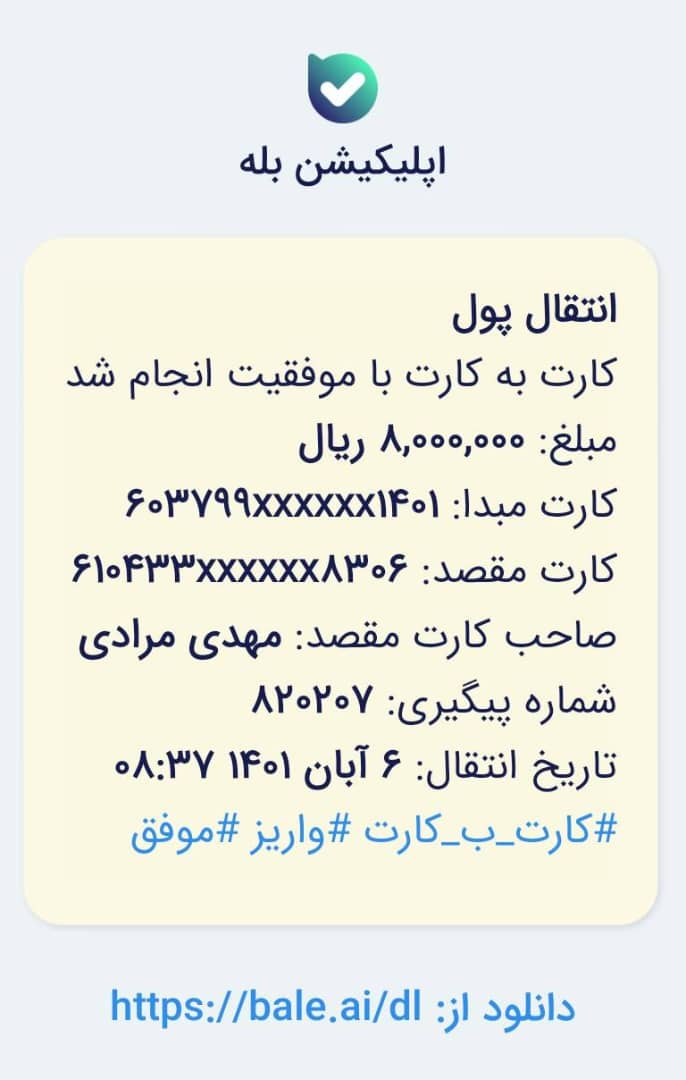 اپلیکیشن بله
انتقال پول
کارت به کارت با موفقیت انجام شد
مبلغ: ۸,۰۰۰,۰۰۰ ریال
کارت مبدا: ۶۰۳۷۹۹xxxxxx۱۴۰۱
کارت مقصد: ۶۱۰۴۳۳xxxxxx۸۳۰۶
صاحب کارت مقصد: مهدی مرادی
شماره پیگیری: ۸۲۰۲۰۷
تاریخ انتقال: ۶ آبان ۱۴۰۱ ۰۸:۳۷
#کارت_ب_کارت #واریز #موفق
دانلود از: https://bale.ai/dl